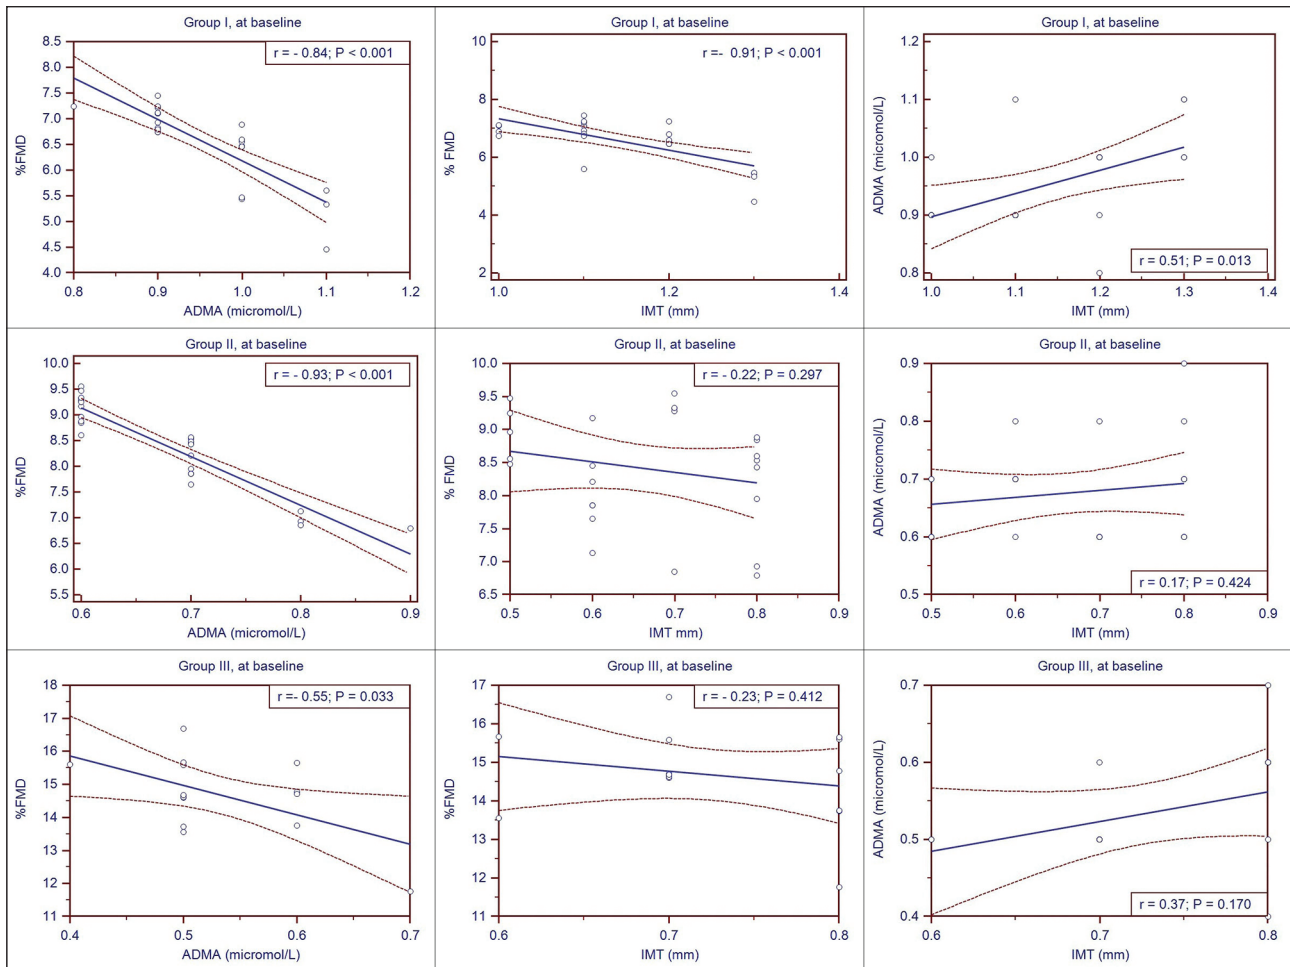 Group I, at baseline
8.5
8.0
7.5
7.0
6.5
6.0
5.5
5.0
4.5
4.0
%FMD
r = - 0.84; P < 0.001
0.8 0.9 1.0 1.1 1.2
ADMA (micromol/L)
Group I, at baseline
10
8
6
4
2
% FMD
r =- 0.91; P < 0.001
1.0 1.1 1.2 1.3 1.4
IMT (mm)
Group I, at baseline
1.2
1.1
1.0
0.9
0.8
ADMA (micromol/L)
r = 0.51; P = 0.013
1.0 1.1 1.2 1.3 1.4
IMT (mm)
Group II, at baseline
10.0
9.5
9.0
8.5
8.0
7.5
7.0
6.5
6.0
5.5
%FMD
r = - 0.93; P < 0.001
0.6 0.7 0.8 0.9
ADMA (micromol/L)
Group II, at baseline
10.0
9.5
9.0
8.5
8.0
7.5
7.0
6.5
% FMD
r = - 0.22; P = 0.297
0.5 0.6 0.7 0.8 0.9
IMT mm)
Group II, at baseline
0.9
0.8
0.7
0.6
0.5
ADMA (micromol/L)
r = 0.17; P = 0.424
0.5 0.6 0.7 0.8 0.9
IMT (mm)
Group III, at baseline
18
17
16
15
14
13
12
11
%FMD
r =- 0.55; P = 0.033
0.4 0.5 0.6 0.7
ADMA (micromol/L)
Group III, at baseline
17
16
15
14
13
12
11
%FMD
r = - 0.23; P = 0.412
0.6 0.7 0.8
IMT (mm)
Group III, at baseline
0.7
0.6
0.5
0.4
ADMA (micromol/L)
r = 0.37; P = 0.170
0.6 0.7 0.8
IMT (mm)